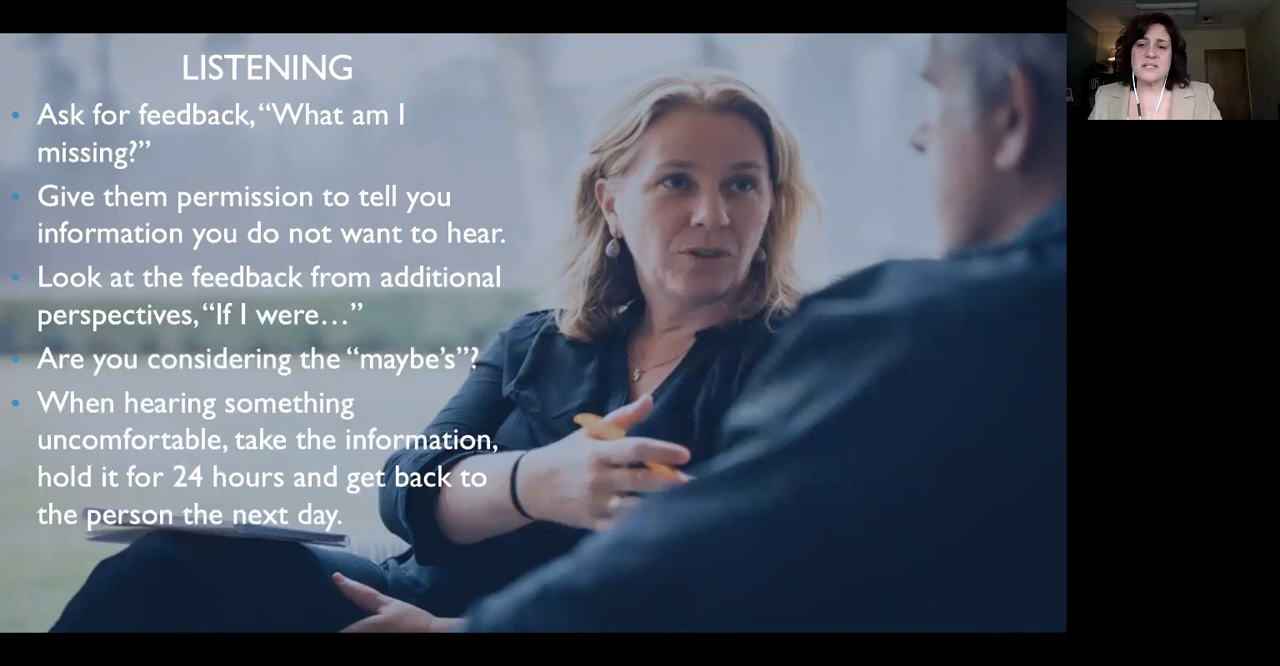 LISTENING
• Ask for feedback, “What am I
missing?”
• Give them permission to tell you
information you do not want to hear.
• Look at the feedback from additional
perspectives, “If I were…”
• Are you considering the “maybe’s”?
• When hearing something
uncomfortable, take the information,
hold it for 24 hours and get back to
the person the next day.